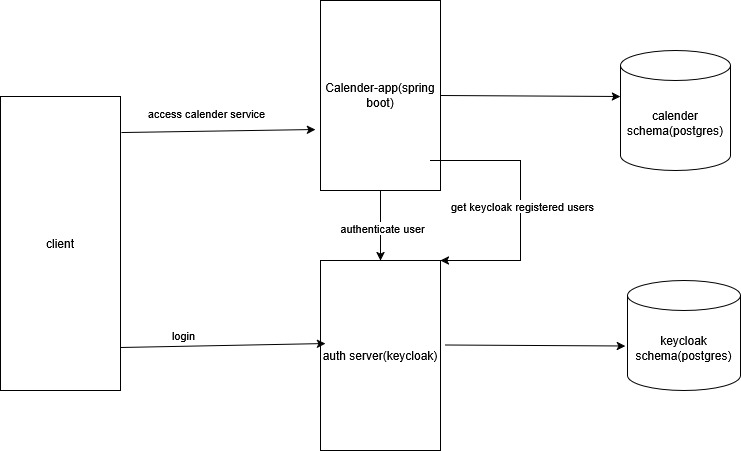 Calender-app(spring
boot)
access calender service
calender
schema(postgres)
get keycloak registered users
authenticate user
client
login
auth server(keycloak)
keycloak
schema(postgres)